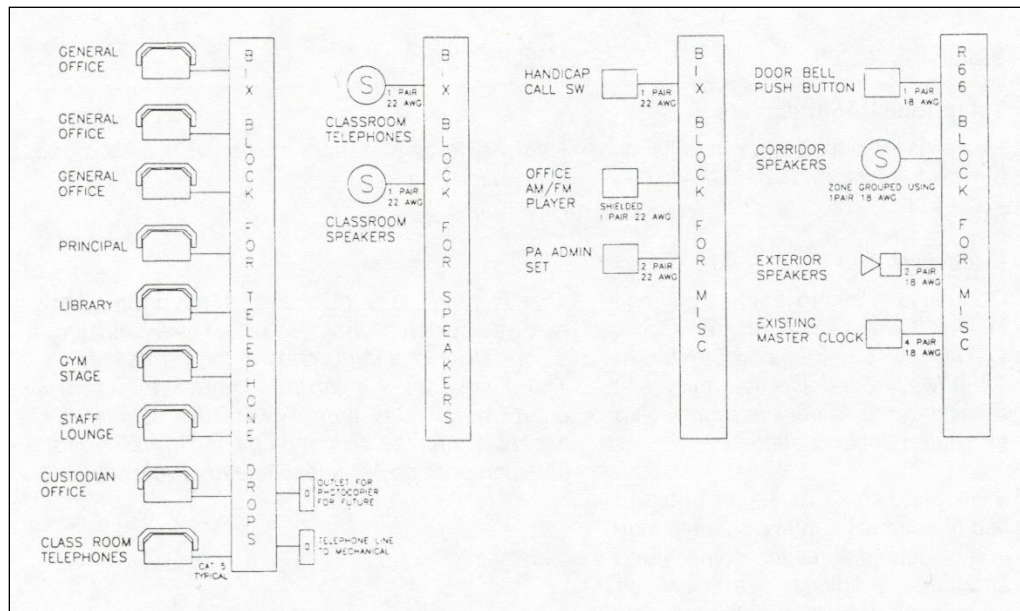 GENERAL
OFFICE
GENERAL
OFFICE
GENERAL
OFFICE
PRINCIPAL
LIBRARY
GYM
STAGE
STAFF
LOUNGE
CUSTODIAN
OFFICE
CLASS ROOM
TELEPHONES
CAT 5
TYPICAL
BIX BLOCK FOR TELEPHONE DROPS
OUTLET FOR
PHOTOCOPIER
FOR FUTURE
TELEPHONE LINE
TO MECHANICAL
S
1 PAIR
22 AWG
CLASSROOM
TELEPHONES
S
1 PAIR
22 AWG
CLASSROOM
SPEAKERS
BIX BLOCK FOR SPEAKERS
HANDICAP
CALL SW
1 PAIR
22 AWG
OFFICE
AM/FM
PLAYER
SHIELDED
1 PAIR 22 AWG
PA ADMIN
SET
2 PAIR
22 AWG
BIX BLOCK FOR MISC
DOOR BELL
PUSH BUTTON
1 PAIR
18 AWG
CORRIDOR
SPEAKERS
S
ZONE GROUPED USING
1PAIR 18 AWG
EXTERIOR
SPEAKERS
2 PAIR
18 AWG
EXISTING
MASTER CLOCK
4 PAIR
18 AWG
R66 BLOCK FOR MISC